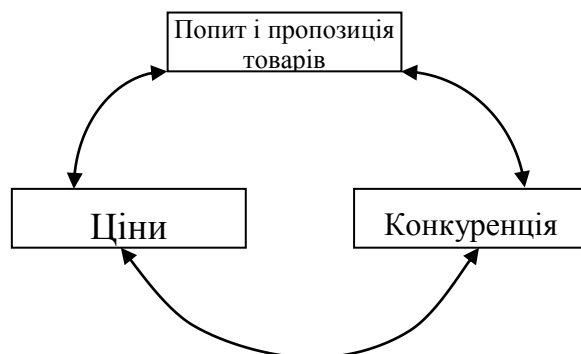 Попит і пропозиція
товарів
Ціни
Конкуренція